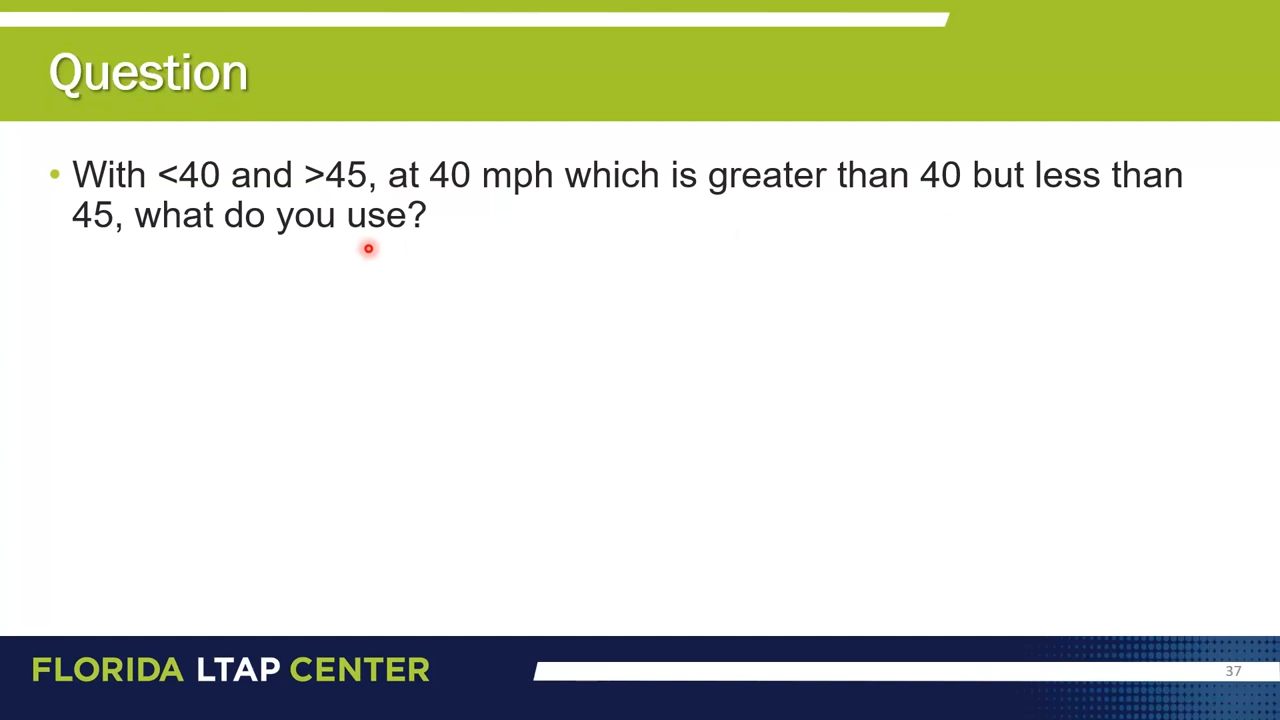 Question
• With <40 and >45, at 40 mph which is greater than 40 but less than
45, what do you use?
FLORIDA LTAP CENTER
37